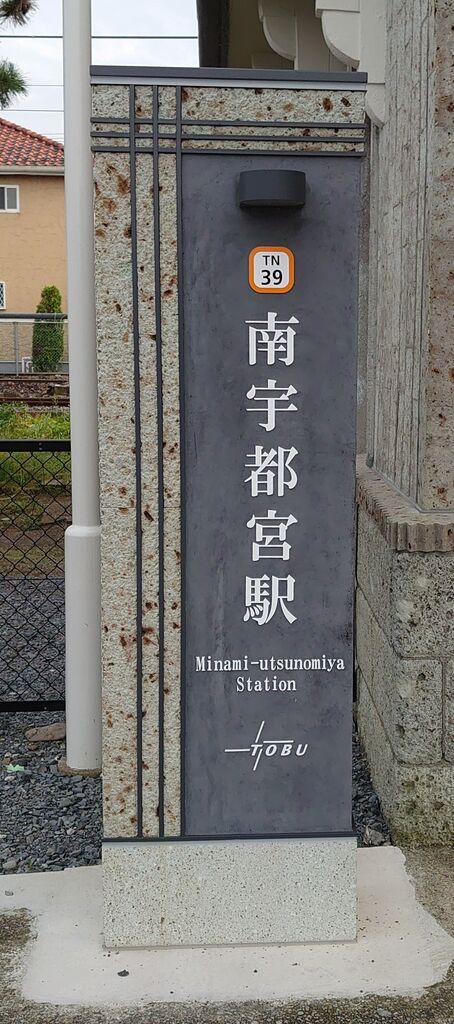 TN
39
南宇都宮駅
Minami-utsunomiya
Station
TOBU